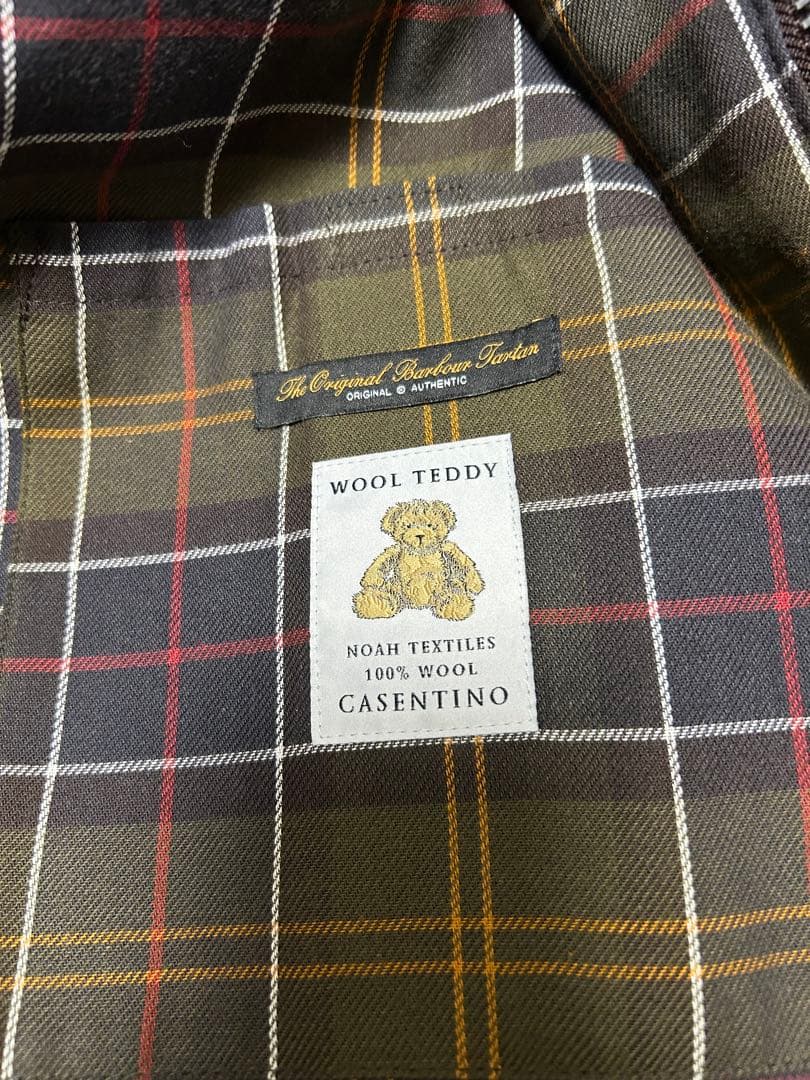 The Original Barbour Tartan
ORIGINAL © AUTHENTIC
WOOL TEDDY
NOAH TEXTILES
100% WOOL
CASENTINO